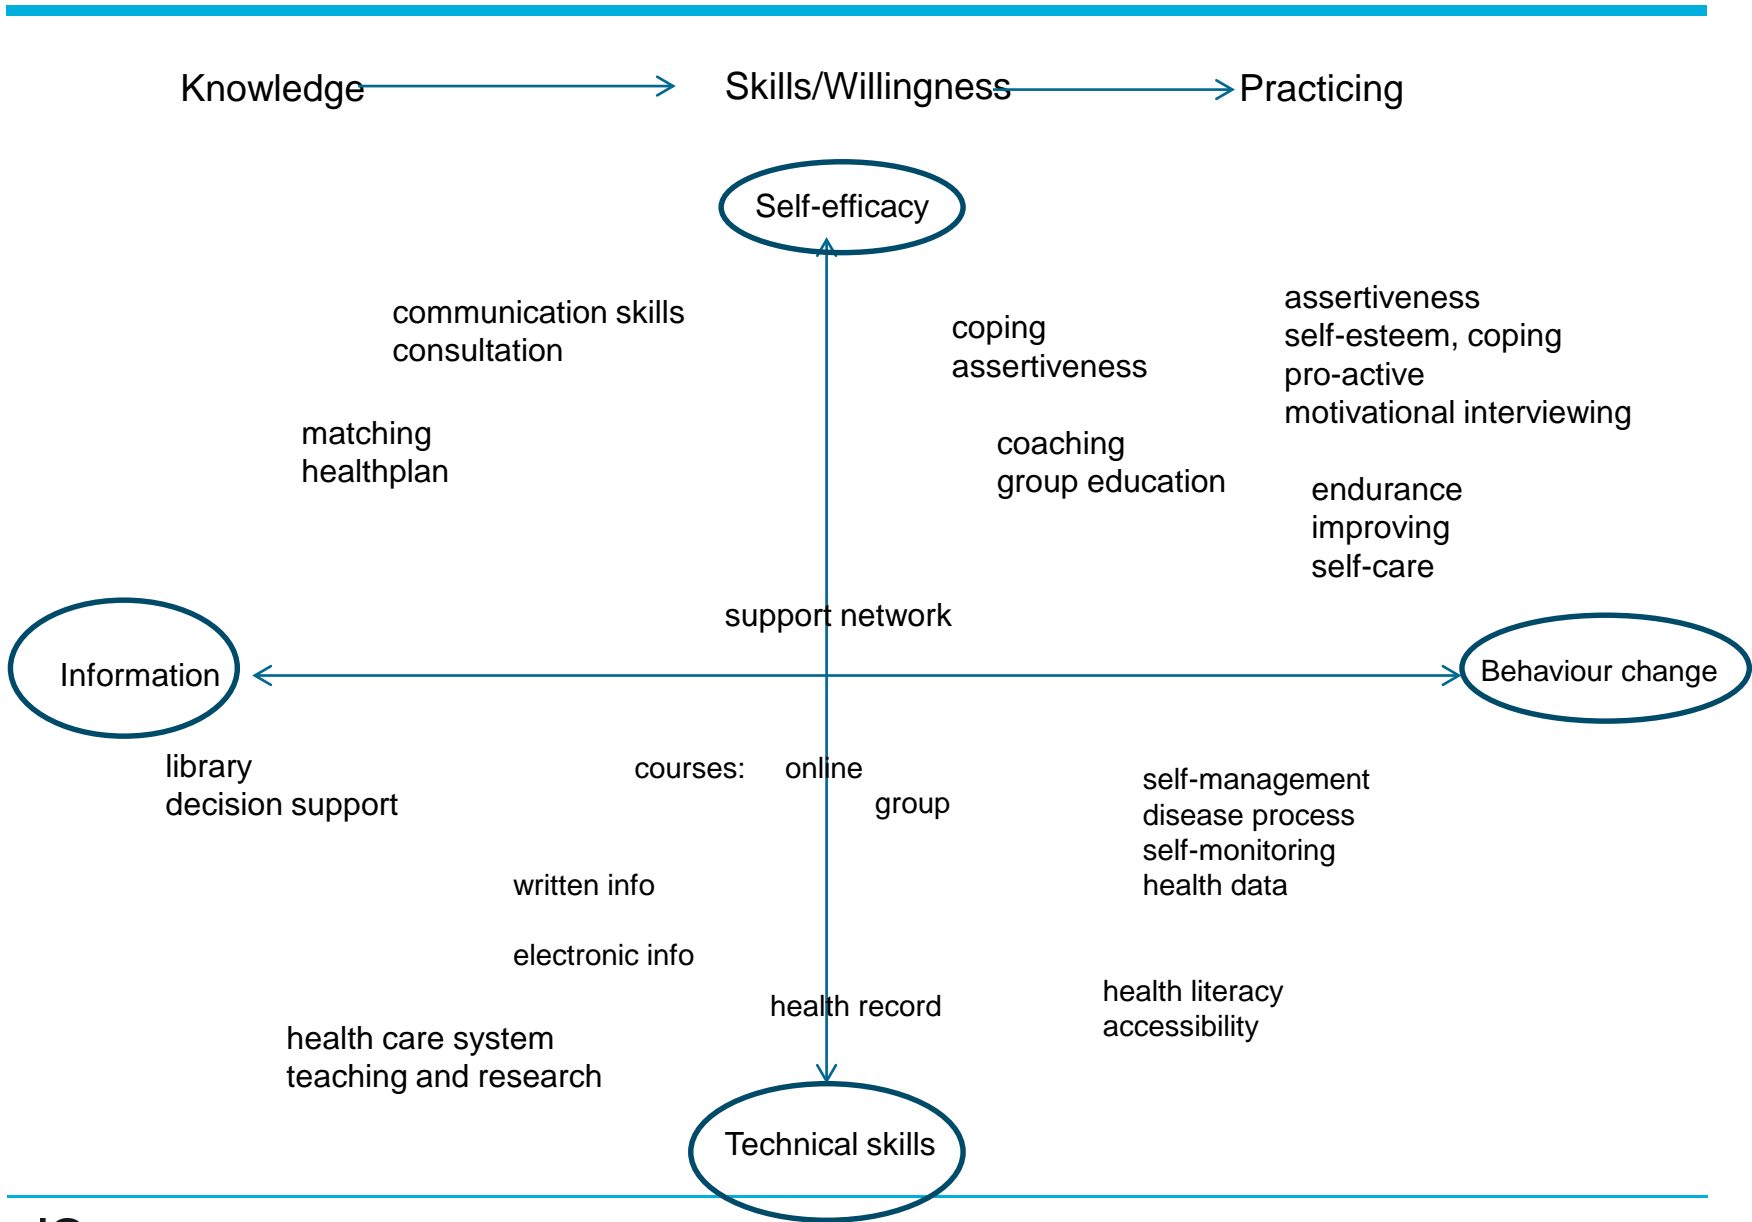 Knowledge
Skills/Willingness
Practicing
Self-efficacy
communication skills
consultation
coping
assertiveness
assertiveness
self-esteem, coping
pro-active
motivational interviewing
matching
healthplan
coaching
group education
endurance
improving
self-care
support network
Information
Behaviour change
library
decision support
courses: online
group
self-management
disease process
self-monitoring
health data
written info
electronic info
health record
health literacy
accessibility
health care system
teaching and research
Technical skills